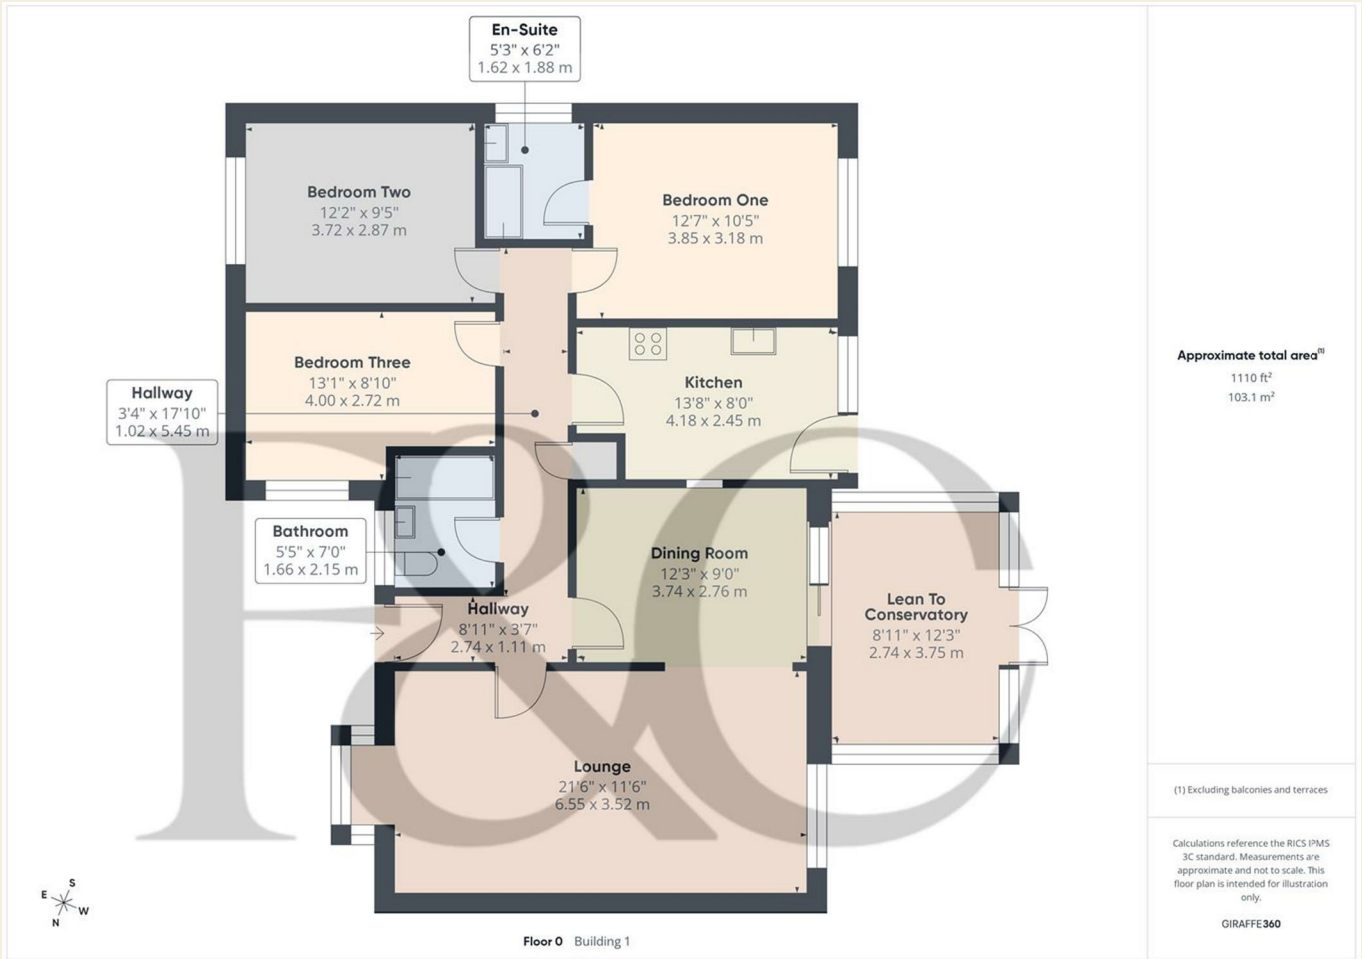 En-Suite
5'3" x 6'2"
1.62 x 1.88 m
Bedroom Two
12'2" x 9'5"
3.72 x 2.87 m
Bedroom One
12'7" x 10'5"
3.85 x 3.18 m
Bedroom Three
13'1" x 8'10"
4.00 x 2.72 m
Hallway
3'4" x 17'10"
1.02 x 5.45 m
Kitchen
13'8" x 8'0"
4.18 x 2.45 m
Bathroom
5'5" x 7'0"
1.66 x 2.15 m
Dining Room
12'3" x 9'0"
3.74 x 2.76 m
Hallway
8'11" x 3'7"
2.74 x 1.11 m
Lean To
Conservatory
8'11" x 12'3"
2.74 x 3.75 m
Lounge
21'6" x 11'6"
6.55 x 3.52 m
F&C
S
E
W
N
Floor 0 Building 1
Approximate total area(1)
1110 ft²
103.1 m²
(1) Excluding balconies and terraces
Calculations reference the RICS IPMS
3C standard. Measurements are
approximate and not to scale. This
floor plan is intended for illustration
only.
GIRAFFE360